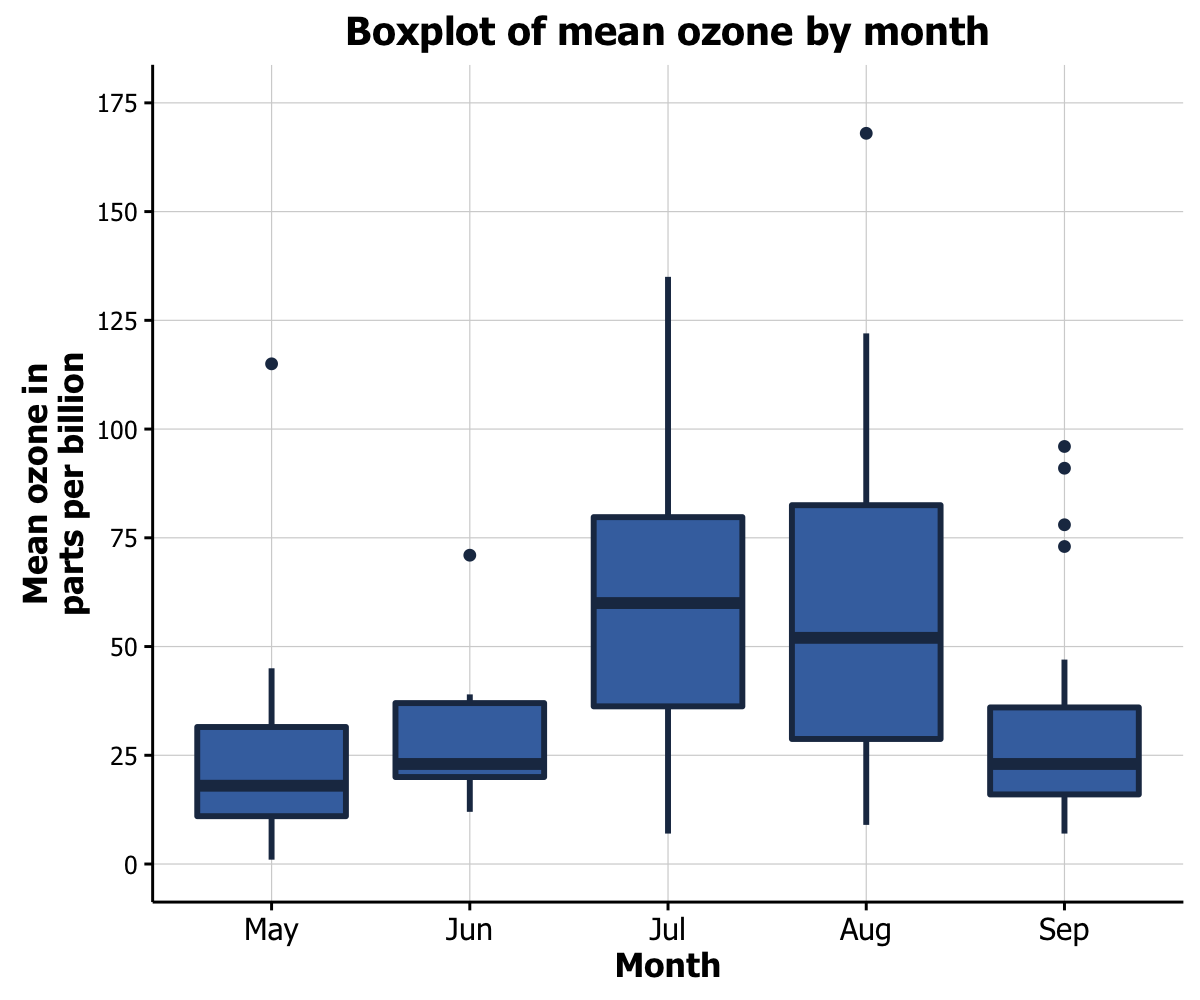 Boxplot of mean ozone by month
Mean ozone in
parts per billion
175
150
125
100
75
50
25
0
May
Jun
Jul
Aug
Sep
Month